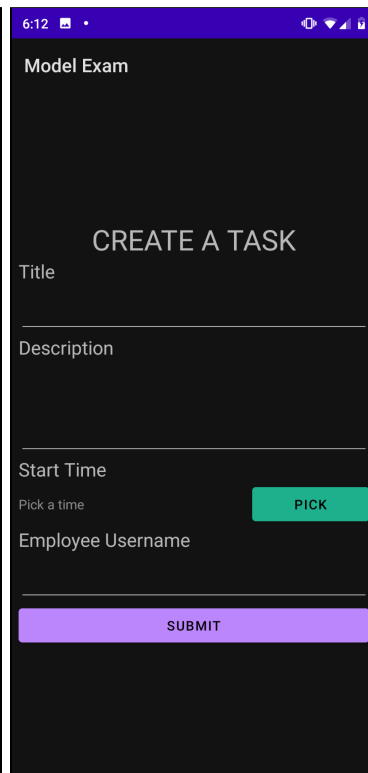 6:12
Model Exam
CREATE A TASK
Title
Description
Start Time
Pick a time
PICK
Employee Username
SUBMIT